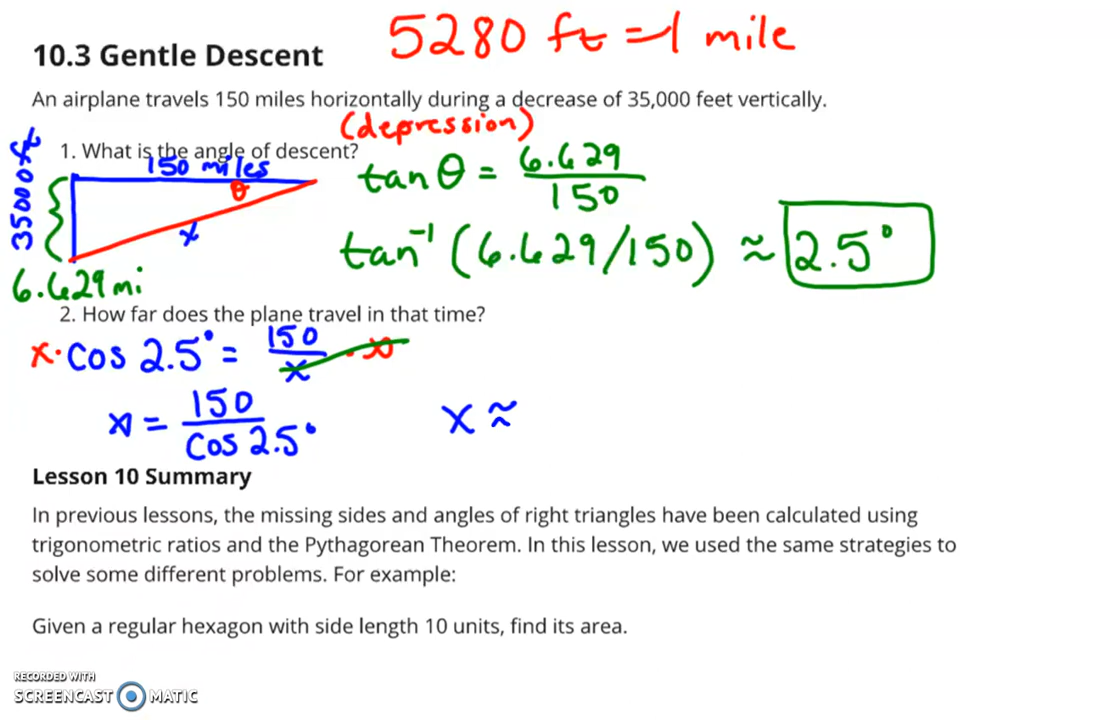 5280 ft = 1 mile
10.3 Gentle Descent
An airplane travels 150 miles horizontally during a decrease of 35,000 feet vertically.
(depression)
1. What is the angle of descent?
150 miles
35000 ft
θ
x
6.629 mi
tan θ = 6.629 / 150
tan⁻¹ (6.629/150) ≈ 2.5°
2. How far does the plane travel in that time?
x · cos 2.5° = 150 / x · x
x = 150 / cos 2.5°
x ≈
Lesson 10 Summary
In previous lessons, the missing sides and angles of right triangles have been calculated using
trigonometric ratios and the Pythagorean Theorem. In this lesson, we used the same strategies to
solve some different problems. For example:
Given a regular hexagon with side length 10 units, find its area.
RECORDED WITH
SCREENCAST MATIC